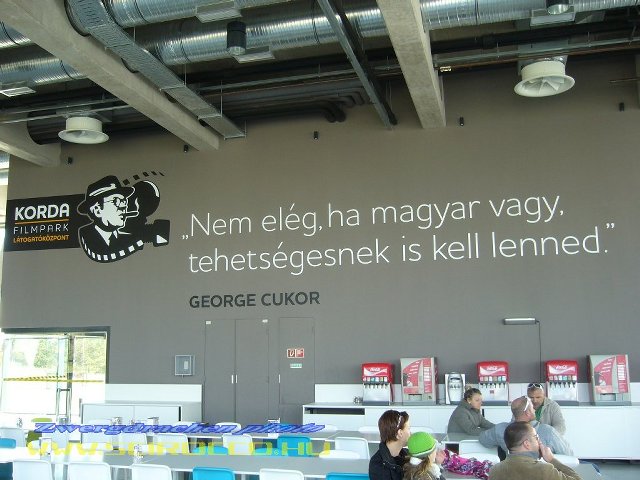 KORDA
FILMPARK
LÁTOGATÓKÖZPONT
„Nem elég, ha magyar vagy,
tehetségesnek is kell lenned.”
GEORGE CUKOR